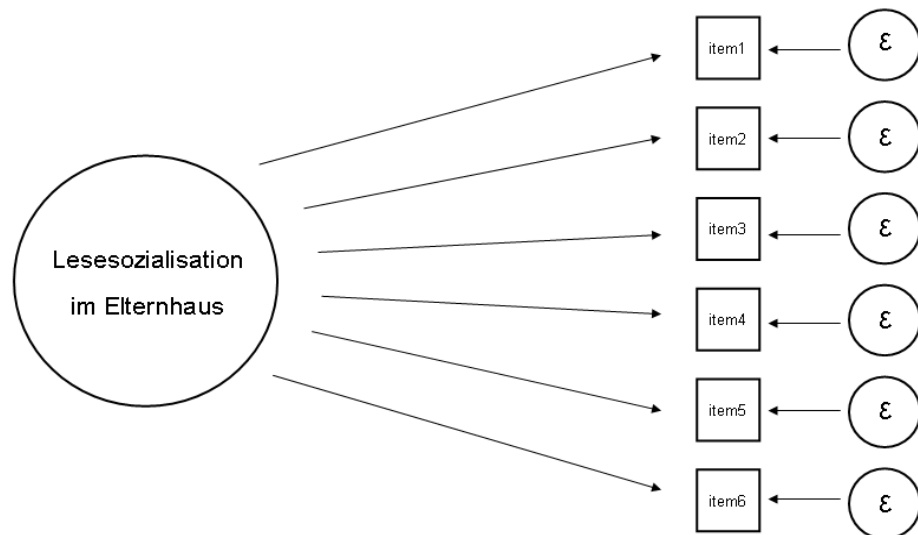 Lesesozialisation
im Elternhaus
item1
ε
item2
ε
item3
ε
item4
ε
item5
ε
item6
ε